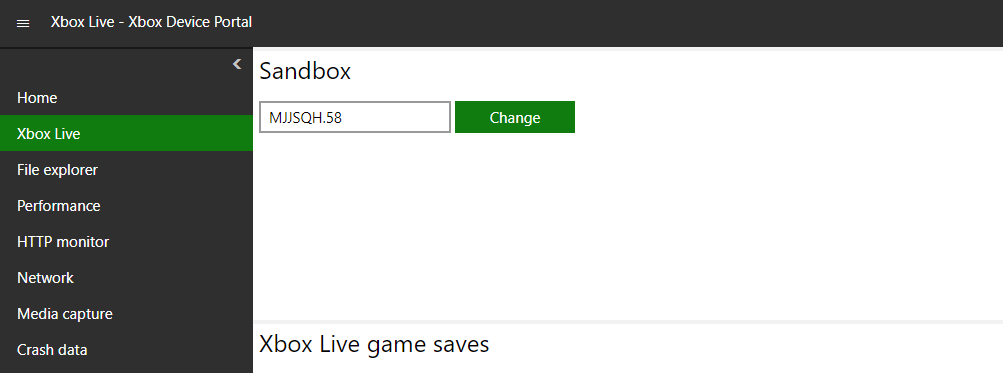 Xbox Live - Xbox Device Portal
Home
Xbox Live
File explorer
Performance
HTTP monitor
Network
Media capture
Crash data
Sandbox
MJJSQH.58
Change
Xbox Live game saves